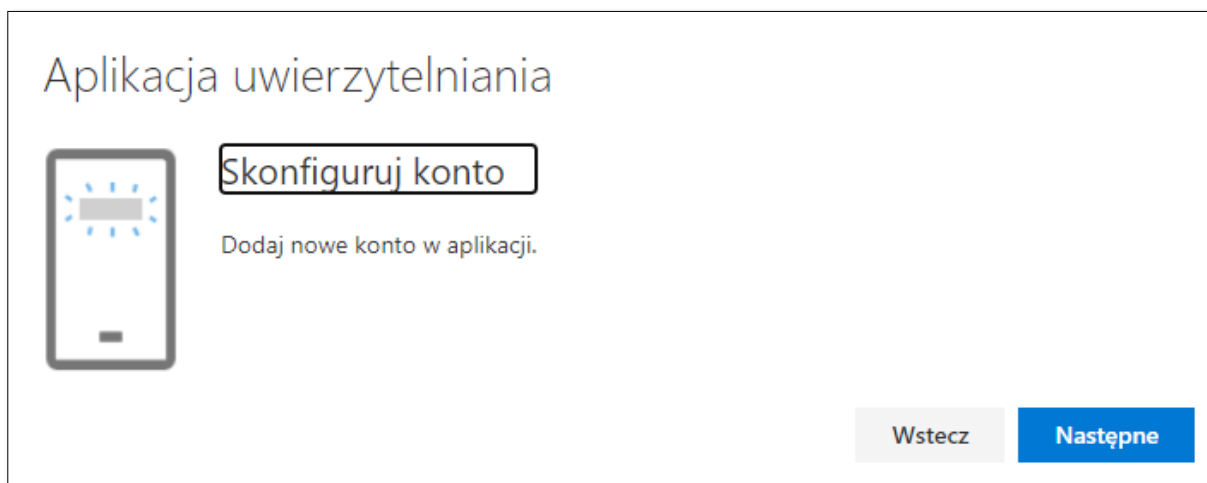 Aplikacja uwierzytelniania
Skonfiguruj konto
Dodaj nowe konto w aplikacji.
Wstecz
Następne